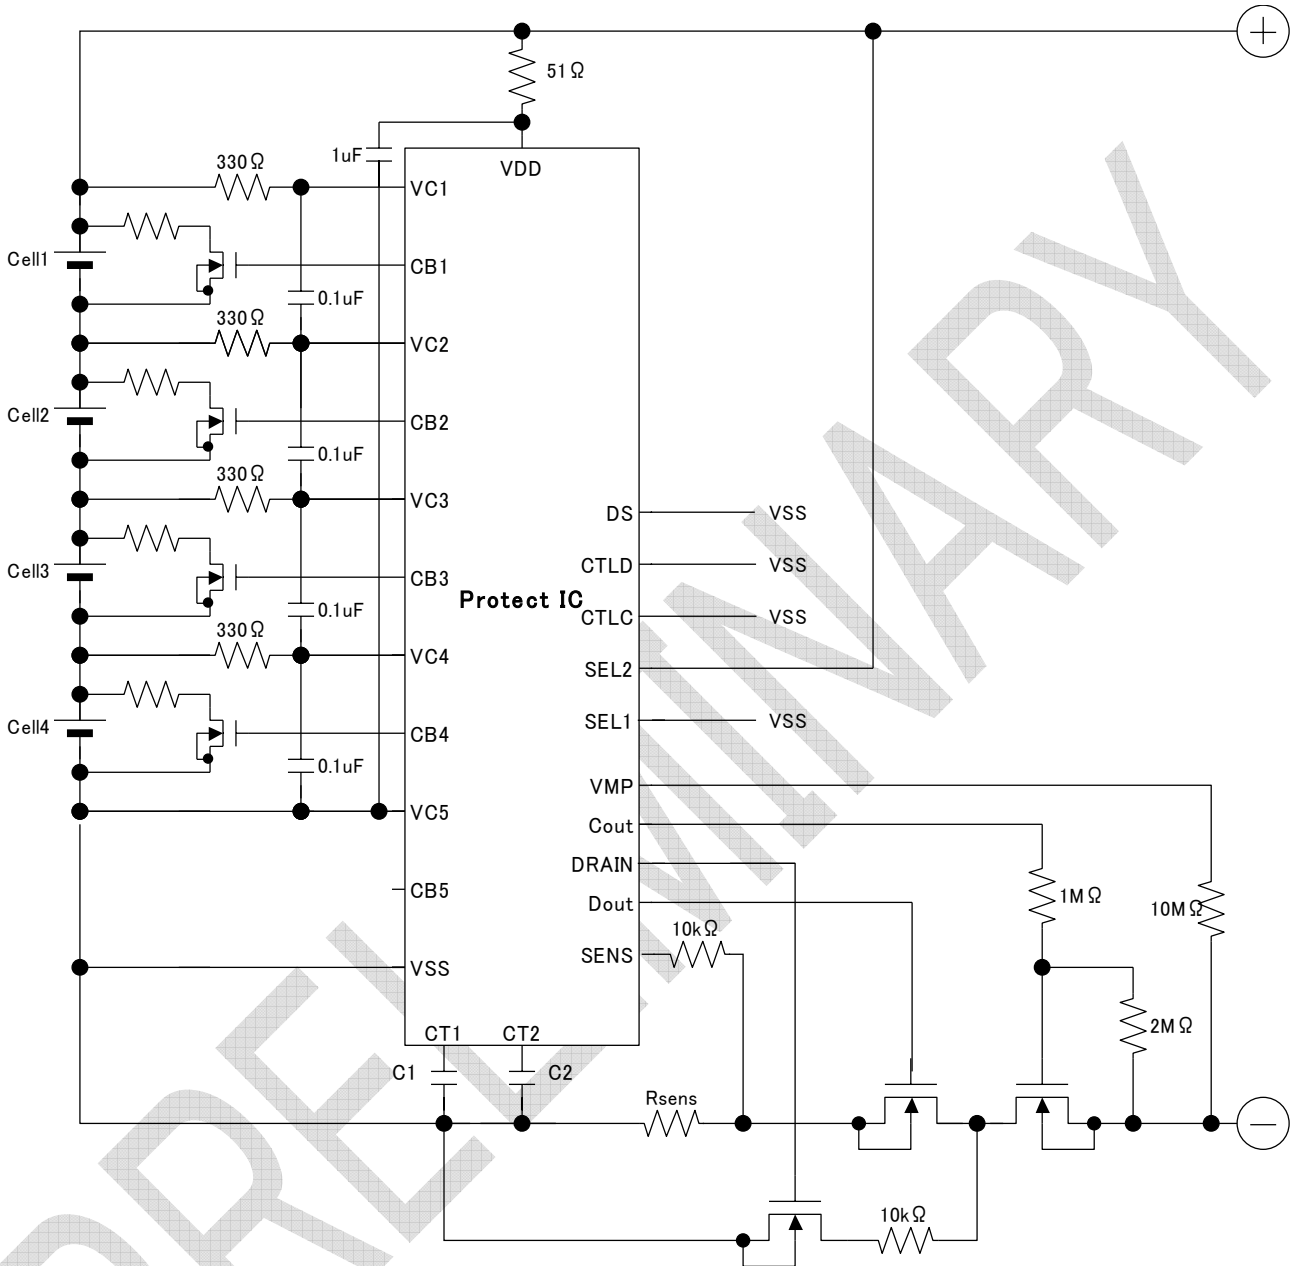 51Ω
1uF
VDD
330Ω
VC1
Cell1
CB1
0.1uF
330Ω
VC2
Cell2
CB2
0.1uF
330Ω
VC3
DS
VSS
CTLD
VSS
Cell3
CB3
Protect IC
0.1uF
CTLC
VSS
330Ω
VC4
SEL2
Cell4
CB4
SEL1
VSS
0.1uF
VMP
VC5
Cout
DRAIN
CB5
1MΩ
10MΩ
Dout
10kΩ
SENS
VSS
2MΩ
CT1
CT2
C1
C2
Rsens
10kΩ
PRELIMINARY
+
−